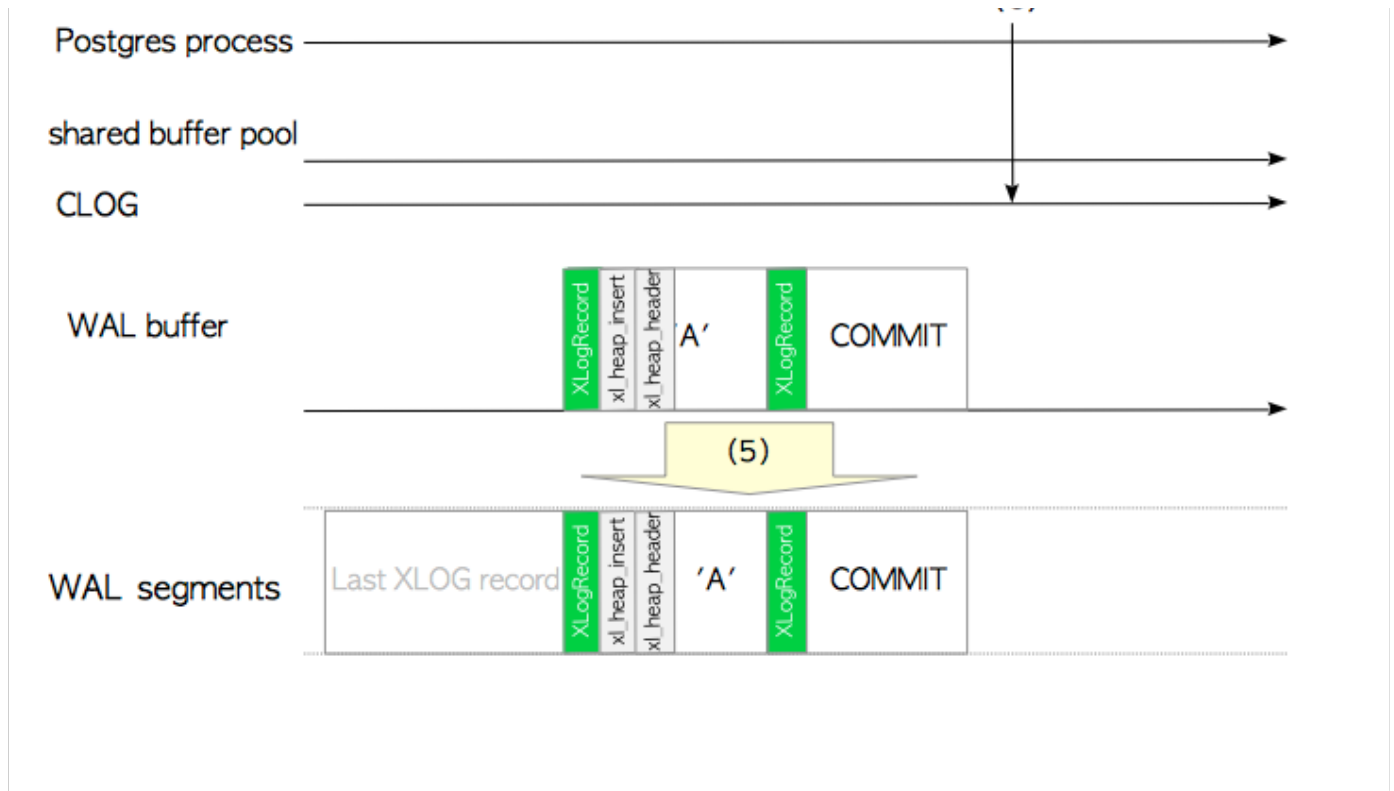 Postgres process
shared buffer pool
CLOG
WAL buffer
XLogRecord
xl_heap_insert
xl_heap_header
'A'
XLogRecord
COMMIT
(5)
WAL segments
Last XLOG record
XLogRecord
xl_heap_insert
xl_heap_header
'A'
XLogRecord
COMMIT